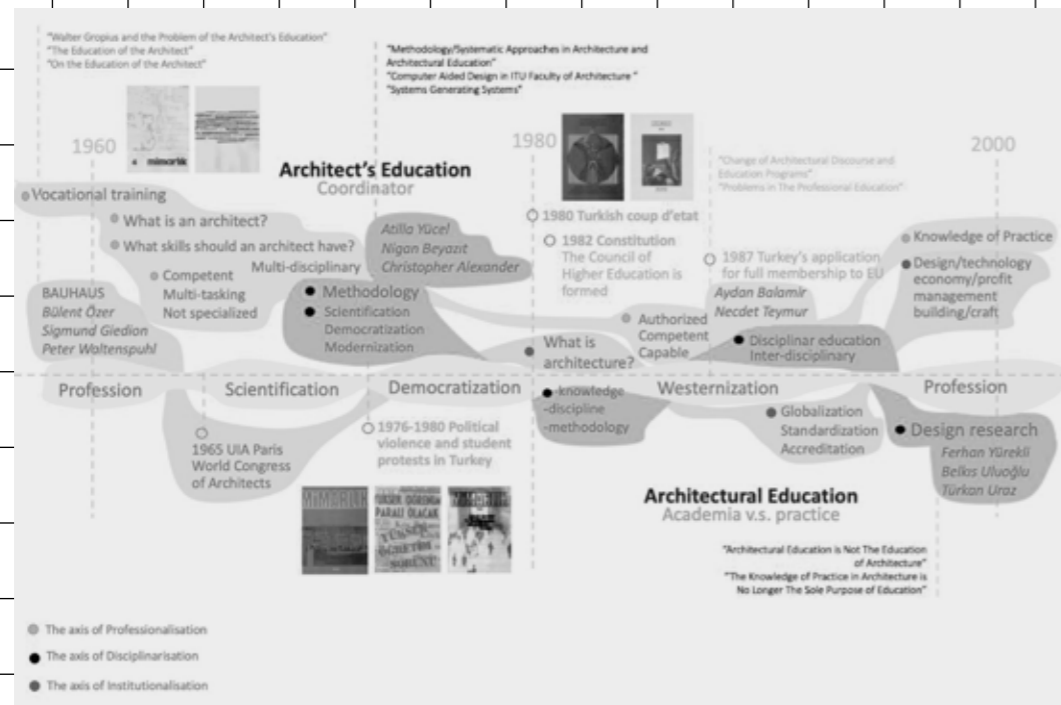 "Walter Gropius and the Problem of the Architect's Education"
"The Education of the Architect"
"On the Education of the Architect"
"Methodology/Systematic Approaches in Architecture and
Architectural Education"
"Computer Aided Design in ITU Faculty of Architecture "
"Systems Generating Systems"
1960
mimarlık
Architect's Education
Coordinator
1980
"Change of Architectural Discourse and
Education Programs"
"Problems in The Professional Education"
2000
Vocational training
What is an architect?
What skills should an architect have?
Multi-disciplinary
Competent
Multi-tasking
Not specialized
BAUHAUS
Bülent Özer
Sigmund Giedion
Peter Waltenspuhl
Atilla Yücel
Nigan Beyazıt
Christopher Alexander
Methodology
Scientification
Democratization
Modernization
1980 Turkish coup d'etat
1982 Constitution
The Council of
Higher Education is
formed
1987 Turkey's application
for full membership to EU
Aydan Balamir
Necdet Teymur
Knowledge of Practice
Design/technology
economy/profit
management
building/craft
What is
architecture?
Authorized
Competent
Capable
Disciplinar education
Inter-disciplinary
Profession
Scientification
Democratization
Westernization
Profession
1965 UIA Paris
World Congress
of Architects
1976-1980 Political
violence and student
protests in Turkey
-knowledge
-discipline
-methodology
Globalization
Standardization
Accreditation
Design research
Ferhan Yürekli
Belkıs Uluoğlu
Türkan Uraz
MİMARLIK
PARALI OLACAK
Architectural Education
Academia v.s. practice
"Architectural Education is Not The Education
of Architecture"
"The Knowledge of Practice in Architecture is
No Longer The Sole Purpose of Education"
The axis of Professionalisation
The axis of Disciplinarisation
The axis of Institutionalisation